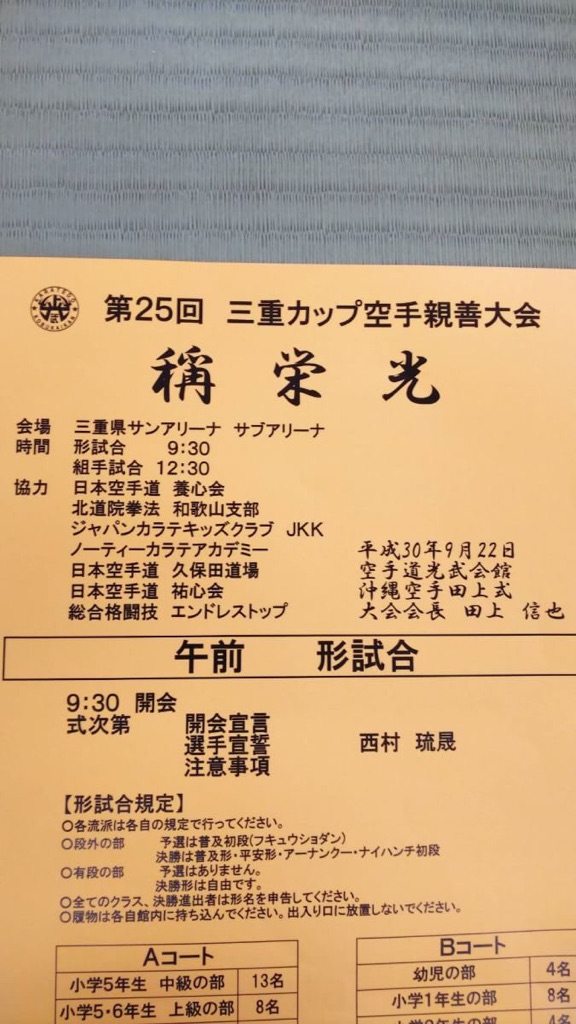 第25回 三重カップ空手親善大会
稱 栄 光
会場 三重県サンアリーナ サブアリーナ
時間 形試合 9:30
組手試合 12:30
協力 日本空手道 養心会
北道院拳法 和歌山支部
ジャパンカラテキッズクラブ JKK
ノーティーカラテアカデミー
日本空手道 久保田道場
日本空手道 祐心会
総合格闘技 エンドレストップ
平成30年9月22日
空手道光武会館
沖縄空手田上式
大会会長 田上 信也
午前 形試合
9:30 開会
式次第 開会宣言
選手宣誓 西村 琉晟
注意事項
【形試合規定】
○各流派は各自の規定で行ってください。
○段外の部 予選は普及初段(フキュウショダン)
決勝は普及形・平安形・アーナンクー・ナイハンチ初段
○有段の部 予選はありません。
決勝形は自由です。
○全てのクラス、決勝進出者は形名を申告してください。
○履物は各自館内に持ち込んでください。出入り口に放置しないでください。
Aコート
小学5年生 中級の部 13名
小学5・6年生 上級の部 8名
Bコート
幼児の部 4名
小学1年生の部 8名
4名